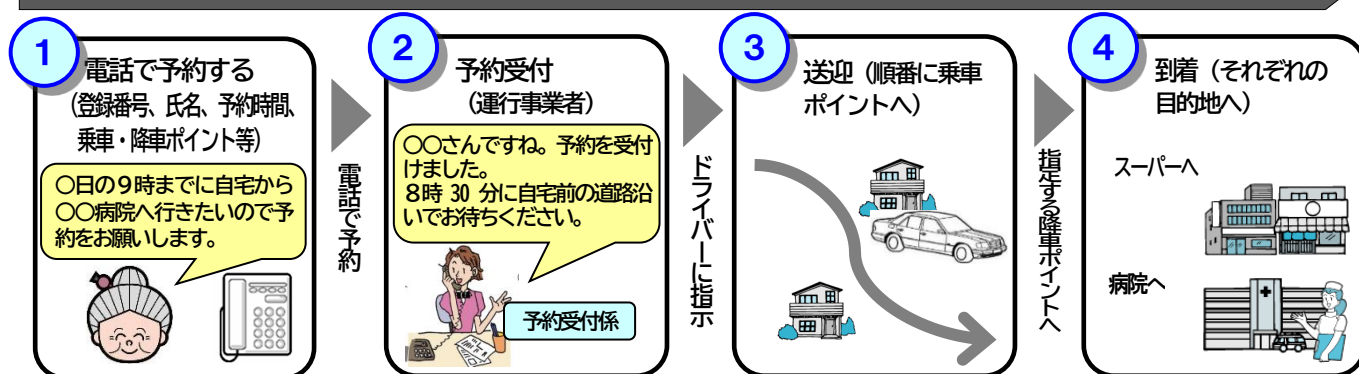 1
電話で予約する
(登録番号、氏名、予約時間、
乗車・降車ポイント等)
〇日の9時までに自宅から
〇〇病院へ行きたいので予
約をお願いします。
電話で予約
2
予約受付
(運行事業者)
〇〇さんですね。予約を受付
けました。
8時 30 分に自宅前の道路沿
いでお待ちください。
予約受付係
ドライバーに指示
3
送迎(順番に乗車
ポイントへ)
指定する降車ポイントへ
4
到着(それぞれの
目的地へ)
スーパーへ
病院へ